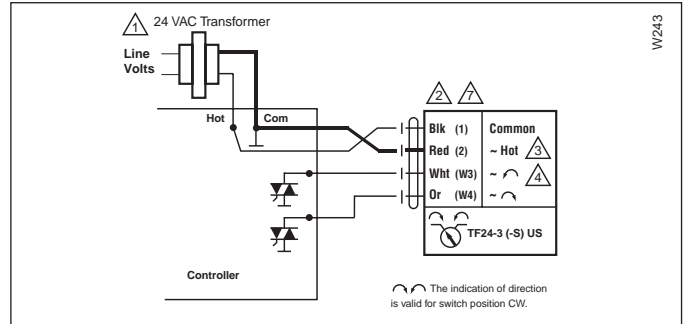 1 24 VAC Transformer
W243
Line
Volts
2 7
Hot Com
Blk (1) Common
Red (2) ~ Hot 3
Wht (W3) ~ 4
Or (W4) ~
TF24-3 (-S) US
Controller
The indication of direction
is valid for switch position CW.